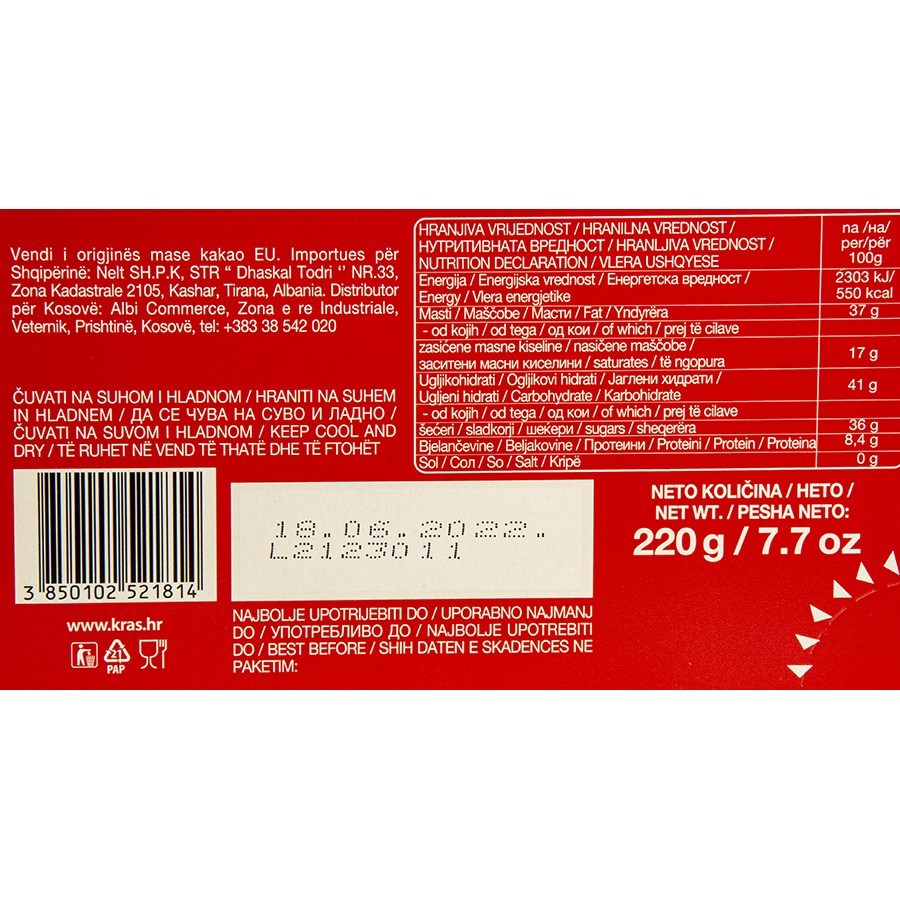 Vendi i origjinës mase kakao EU. Importues për
Shqipërinë: Nelt SH.P.K, STR “ Dhaskal Todri ‘’ NR.33,
Zona Kadastrale 2105, Kashar, Tirana, Albania. Distributor
për Kosovë: Albi Commerce, Zona e re Industriale,
Veternik, Prishtinë, Kosovë, tel: +383 38 542 020
ČUVATI NA SUHOM I HLADNOM / HRANITI NA SUHEM
IN HLADNEM / ДА СЕ ЧУВА НА СУВО И ЛАДНО /
ČUVATI NA SUVOM I HLADNOM / KEEP COOL AND
DRY / TË RUHET NË VEND TË THATË DHE TË FTOHËT
3 850102 521814
www.kras.hr
21
PAP
18.06.2022.
L2123011
NAJBOLJE UPOTRIJEBITI DO / UPORABNO NAJMANJ
DO / УПОТРЕБЛИВО ДО / NAJBOLJE UPOTREBITI
DO / BEST BEFORE / SHIH DATEN E SKADENCES NE
PAKETIM:
HRANJIVA VRIJEDNOST / HRANILNA VREDNOST /
НУТРИТИВНАТА ВРЕДНОСТ / HRANLJIVA VREDNOST /
NUTRITION DECLARATION / VLERA USHQYESE
na /на/
per/për
100g
Energija / Energijska vrednost / Енергетска вредност /
Energy / Vlera energjetike
2303 kJ/
550 kcal
Masti / Maščobe / Масти / Fat / Yndyrëra 37 g
- od kojih / od tega / од кои / of which / prej të cilave
zasićene masne kiseline / nasičene maščobe /
заситени масни киселини / saturates / të ngopura 17 g
Ugljikohidrati / Ogljikovi hidrati / Јаглени хидрати /
Ugljeni hidrati / Carbohydrate / Karbohidrate 41 g
- od kojih / od tega / од кои / of which / prej të cilave
šećeri / sladkorji / шеќери / sugars / sheqerëra 36 g
Bjelančevine / Beljakovine / Протеини / Proteini / Protein / Proteina 8,4 g
Sol / Сол / So / Salt / Kripë 0 g
NETO KOLIČINA / НЕТО /
NET WT. / PESHA NETO:
220 g / 7.7 oz